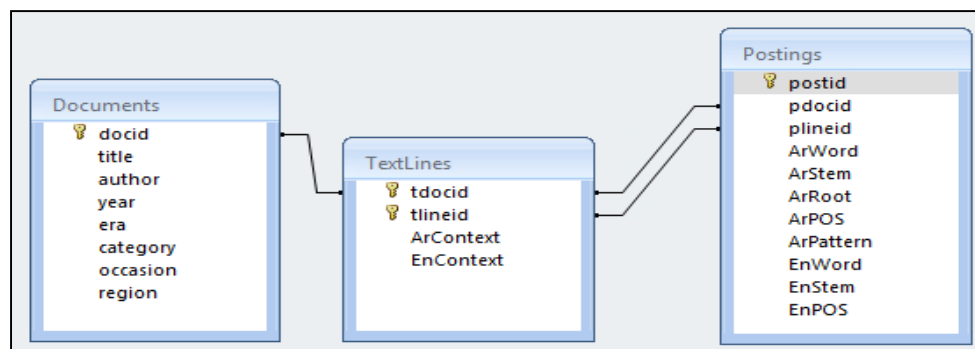 Documents
docid
title
author
year
era
category
occasion
region
TextLines
tdocid
tlineid
ArContext
EnContext
Postings
postid
pdocid
plineid
ArWord
ArStem
ArRoot
ArPOS
ArPattern
EnWord
EnStem
EnPOS